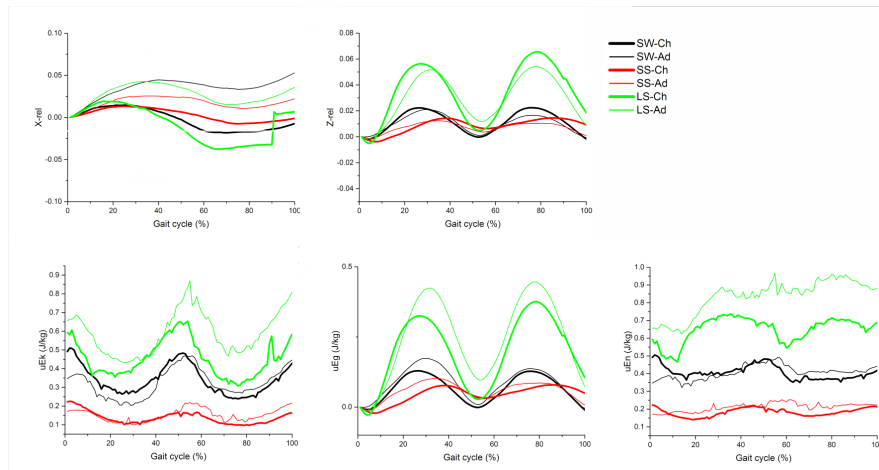 0.10
0.05
0.00
-0.05
-0.10
X-rel
0 20 40 60 80 100
Gait cycle (%)
0.08
0.06
0.04
0.02
0.00
-0.02
-0.04
Z-rel
0 20 40 60 80 100
Gait cycle (%)
SW-Ch
SW-Ad
SS-Ch
SS-Ad
LS-Ch
LS-Ad
0.9
0.8
0.7
0.6
0.5
0.4
0.3
0.2
0.1
uEk (J/kg)
0 20 40 60 80 100
Gait cycle (%)
0.5
0.0
uEg (J/kg)
0 20 40 60 80 100
Gait cycle (%)
1.0
0.9
0.8
0.7
0.6
0.5
0.4
0.3
0.2
0.1
uEm (J/kg)
0 20 40 60 80 100
Gait cycle (%)